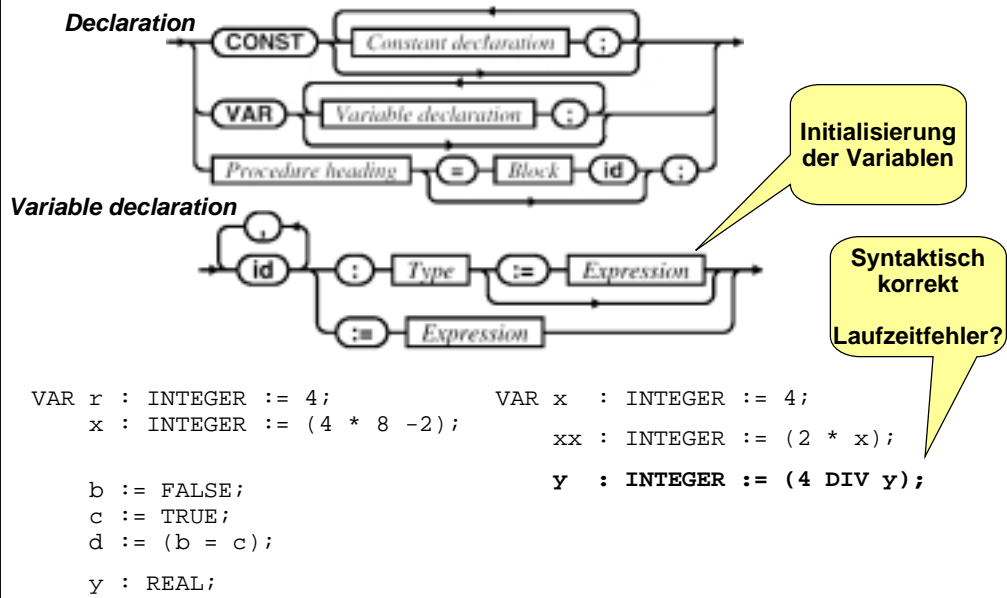 Declaration
CONST Constant declaration ;
VAR Variable declaration ;
Procedure heading = Block id ;
Initialisierung
der Variablen
Variable declaration
,
id : Type := Expression
:= Expression
Syntaktisch
korrekt
Laufzeitfehler?
VAR r : INTEGER := 4;
x : INTEGER := (4 * 8 -2);
b := FALSE;
c := TRUE;
d := (b = c);
y : REAL;
VAR x : INTEGER := 4;
xx : INTEGER := (2 * x);
y : INTEGER := (4 DIV y);